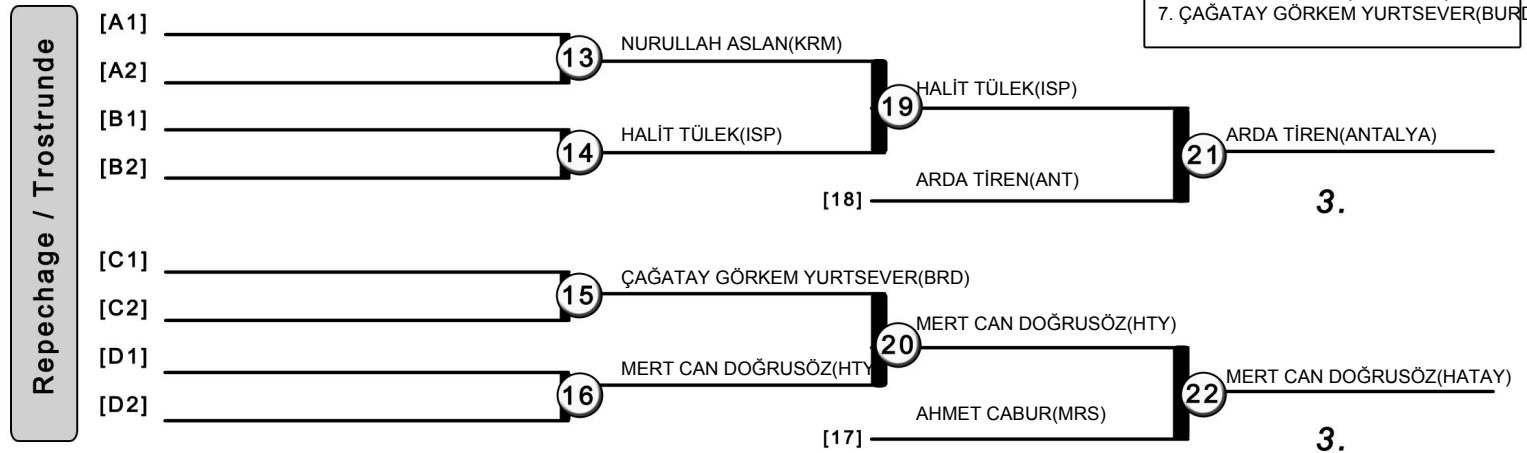 7. ÇAĞATAY GÖRKEM YURTSEVER(BURD
Repechage / Trostrunde
[A1]
[A2]
13
NURULLAH ASLAN(KRM)
[B1]
[B2]
14
HALİT TÜLEK(ISP)
19
HALİT TÜLEK(ISP)
[18]
ARDA TİREN(ANT)
21
ARDA TİREN(ANTALYA)
3.
[C1]
[C2]
15
ÇAĞATAY GÖRKEM YURTSEVER(BRD)
[D1]
[D2]
16
MERT CAN DOĞRUSÖZ(HTY
20
MERT CAN DOĞRUSÖZ(HTY)
[17]
AHMET CABUR(MRS)
22
MERT CAN DOĞRUSÖZ(HATAY)
3.